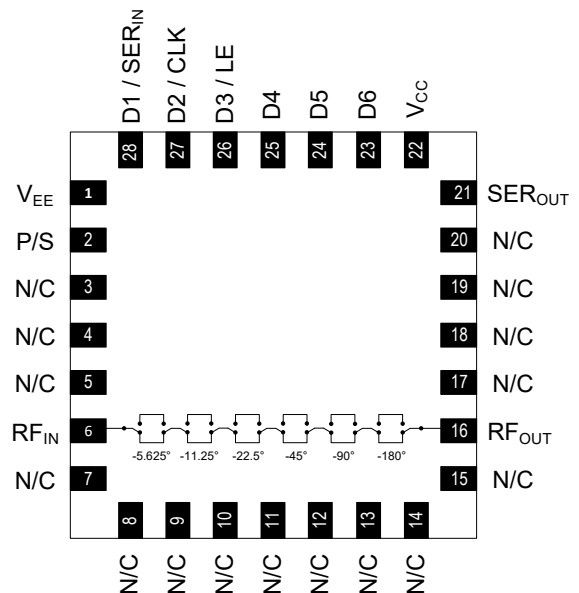 D1 / SERIN
D2 / CLK
D3 / LE
D4
D5
D6
VCC
28 27 26 25 24 23 22
VEE 1 21 SEROUT
P/S 2 20 N/C
N/C 3 19 N/C
N/C 4 18 N/C
N/C 5 17 N/C
RFIN 6 16 RFOUT
-5.625° -11.25° -22.5° -45° -90° -180°
N/C 7 15 N/C
8 9 10 11 12 13 14
N/C N/C N/C N/C N/C N/C N/C